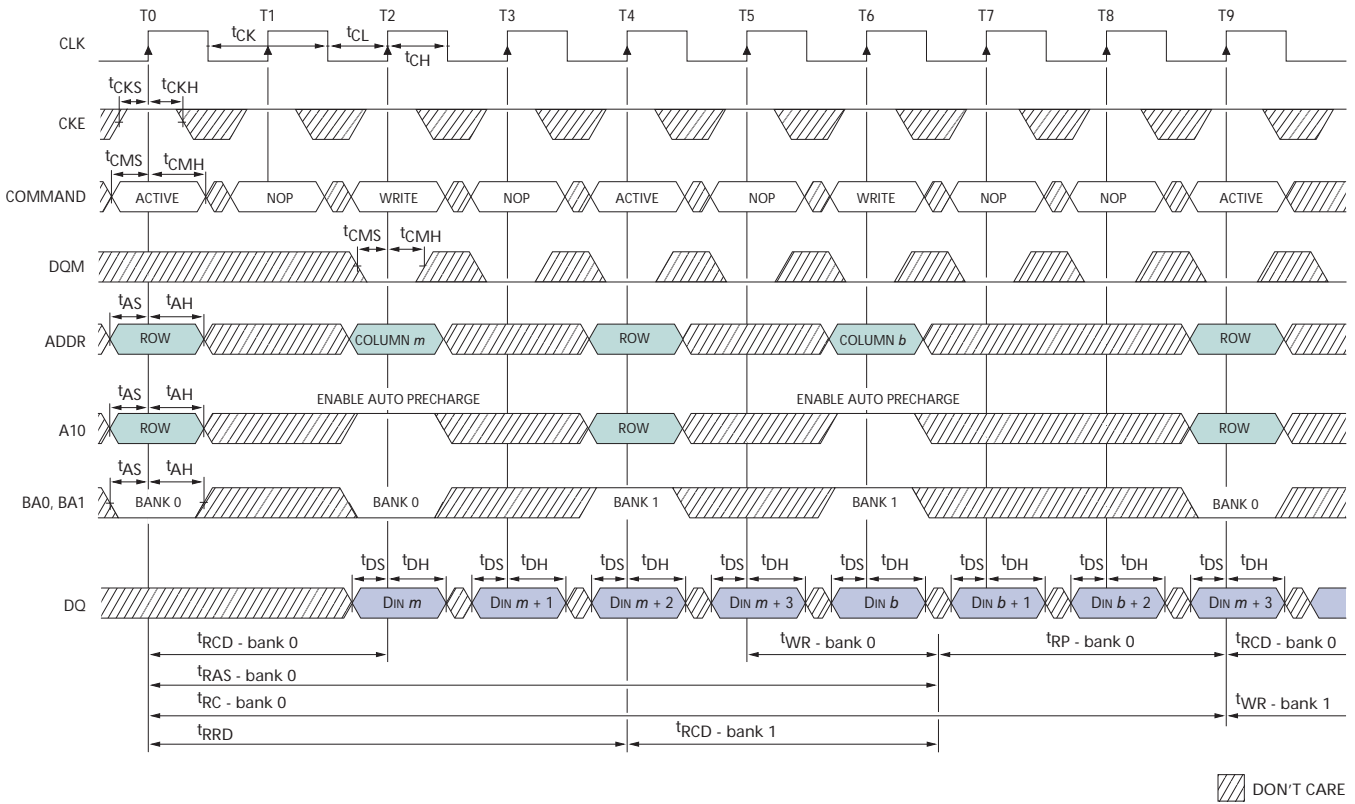 T0 T1 T2 T3 T4 T5 T6 T7 T8 T9
CLK
tCK tCL
tCH
tCKS tCKH
CKE
tCMS tCMH
COMMAND ACTIVE NOP WRITE NOP ACTIVE NOP WRITE NOP NOP ACTIVE
tCMS tCMH
DQM
tAS tAH
ADDR ROW COLUMN m ROW COLUMN b ROW
tAS tAH ENABLE AUTO PRECHARGE ENABLE AUTO PRECHARGE
A10 ROW ROW ROW
tAS tAH
BA0, BA1 BANK 0 BANK 0 BANK 1 BANK 1 BANK 0
tDS tDH tDS tDH tDS tDH tDS tDH tDS tDH tDS tDH tDS tDH tDS tDH
DQ DIN m DIN m + 1 DIN m + 2 DIN m + 3 DIN b DIN b + 1 DIN b + 2 DIN m + 3
tRCD - bank 0 tWR - bank 0 tRP - bank 0 tRCD - bank 0
tRAS - bank 0
tRC - bank 0 tWR - bank 1
tRRD tRCD - bank 1
DON'T CARE